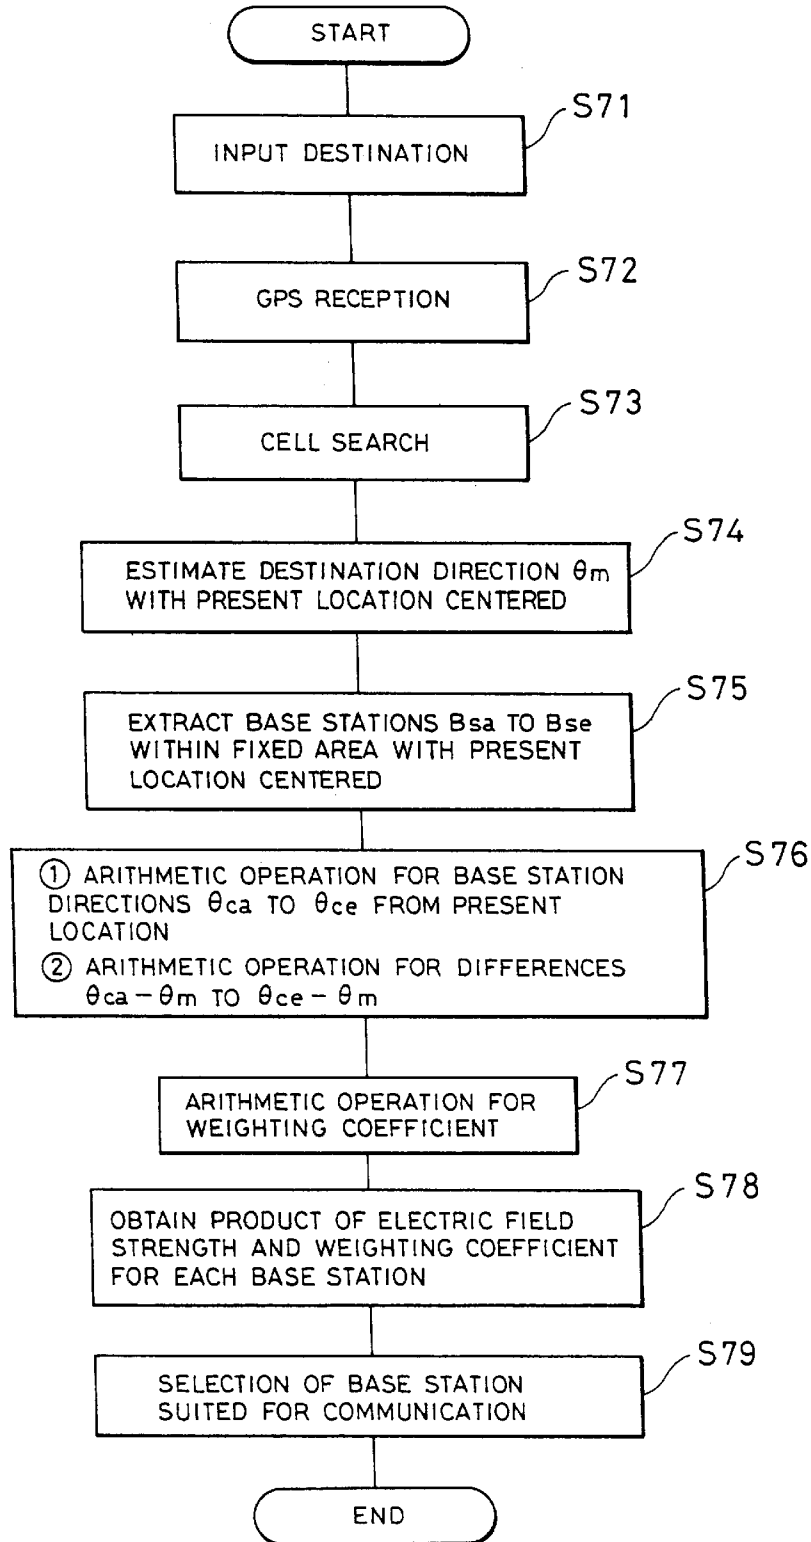 START
S71
INPUT DESTINATION
S72
GPS RECEPTION
S73
CELL SEARCH
S74
ESTIMATE DESTINATION DIRECTION θm
WITH PRESENT LOCATION CENTERED
S75
EXTRACT BASE STATIONS Bsa TO Bse
WITHIN FIXED AREA WITH PRESENT
LOCATION CENTERED
S76
① ARITHMETIC OPERATION FOR BASE STATION
DIRECTIONS θca TO θce FROM PRESENT
LOCATION
② ARITHMETIC OPERATION FOR DIFFERENCES
θca-θm TO θce-θm
S77
ARITHMETIC OPERATION FOR
WEIGHTING COEFFICIENT
S78
OBTAIN PRODUCT OF ELECTRIC FIELD
STRENGTH AND WEIGHTING COEFFICIENT
FOR EACH BASE STATION
S79
SELECTION OF BASE STATION
SUITED FOR COMMUNICATION
END